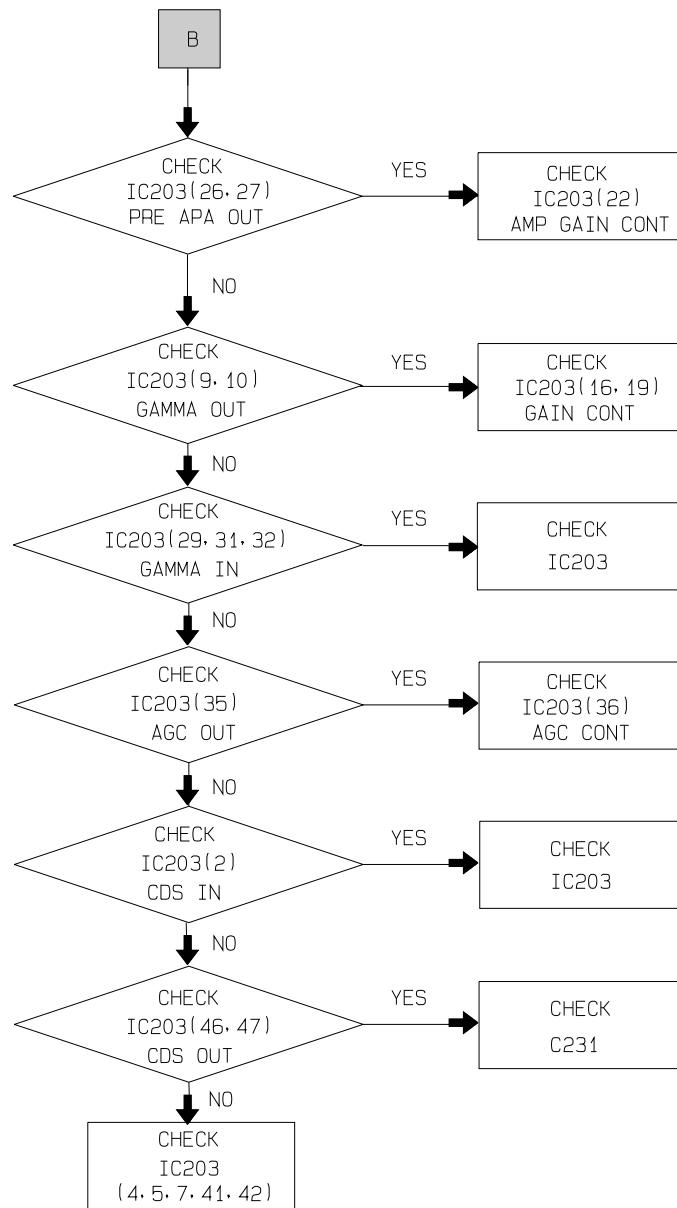 B
CHECK
IC203(26,27)
PRE APA OUT
YES
CHECK
IC203(22)
AMP GAIN CONT
NO
CHECK
IC203(9,10)
GAMMA OUT
YES
CHECK
IC203(16,19)
GAIN CONT
NO
CHECK
IC203(29,31,32)
GAMMA IN
YES
CHECK
IC203
NO
CHECK
IC203(35)
AGC OUT
YES
CHECK
IC203(36)
AGC CONT
NO
CHECK
IC203(2)
CDS IN
YES
CHECK
IC203
NO
CHECK
IC203(46,47)
CDS OUT
YES
CHECK
C231
NO
CHECK
IC203
(4,5,7,41,42)